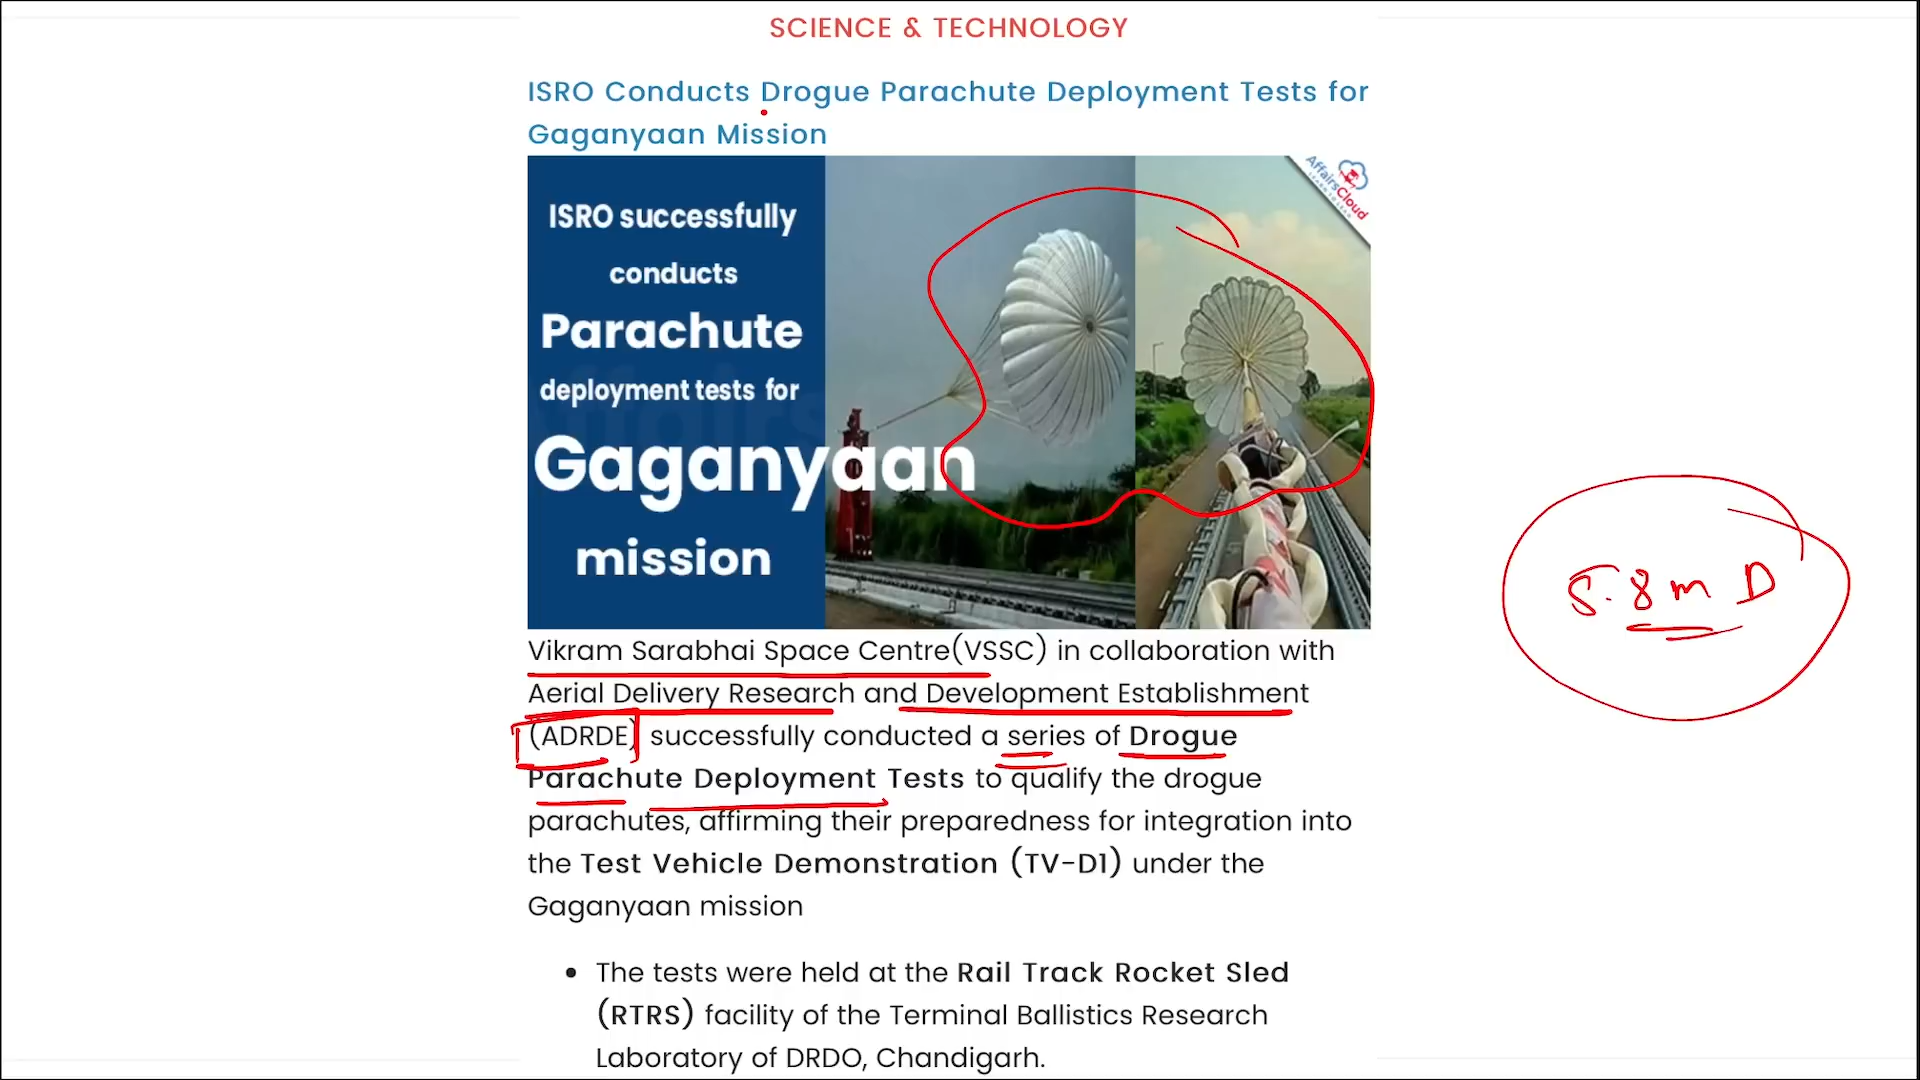 SCIENCE & TECHNOLOGY
ISRO Conducts Drogue Parachute Deployment Tests for
Gaganyaan Mission
ISRO successfully
conducts
Parachute
deployment tests for
Gaganyaan
mission
AffairsCloud
Vikram Sarabhai Space Centre(VSSC) in collaboration with
Aerial Delivery Research and Development Establishment
(ADRDE) successfully conducted a series of Drogue
Parachute Deployment Tests to qualify the drogue
parachutes, affirming their preparedness for integration into
the Test Vehicle Demonstration (TV-D1) under the
Gaganyaan mission
• The tests were held at the Rail Track Rocket Sled
(RTRS) facility of the Terminal Ballistics Research
Laboratory of DRDO, Chandigarh.
5.8m D